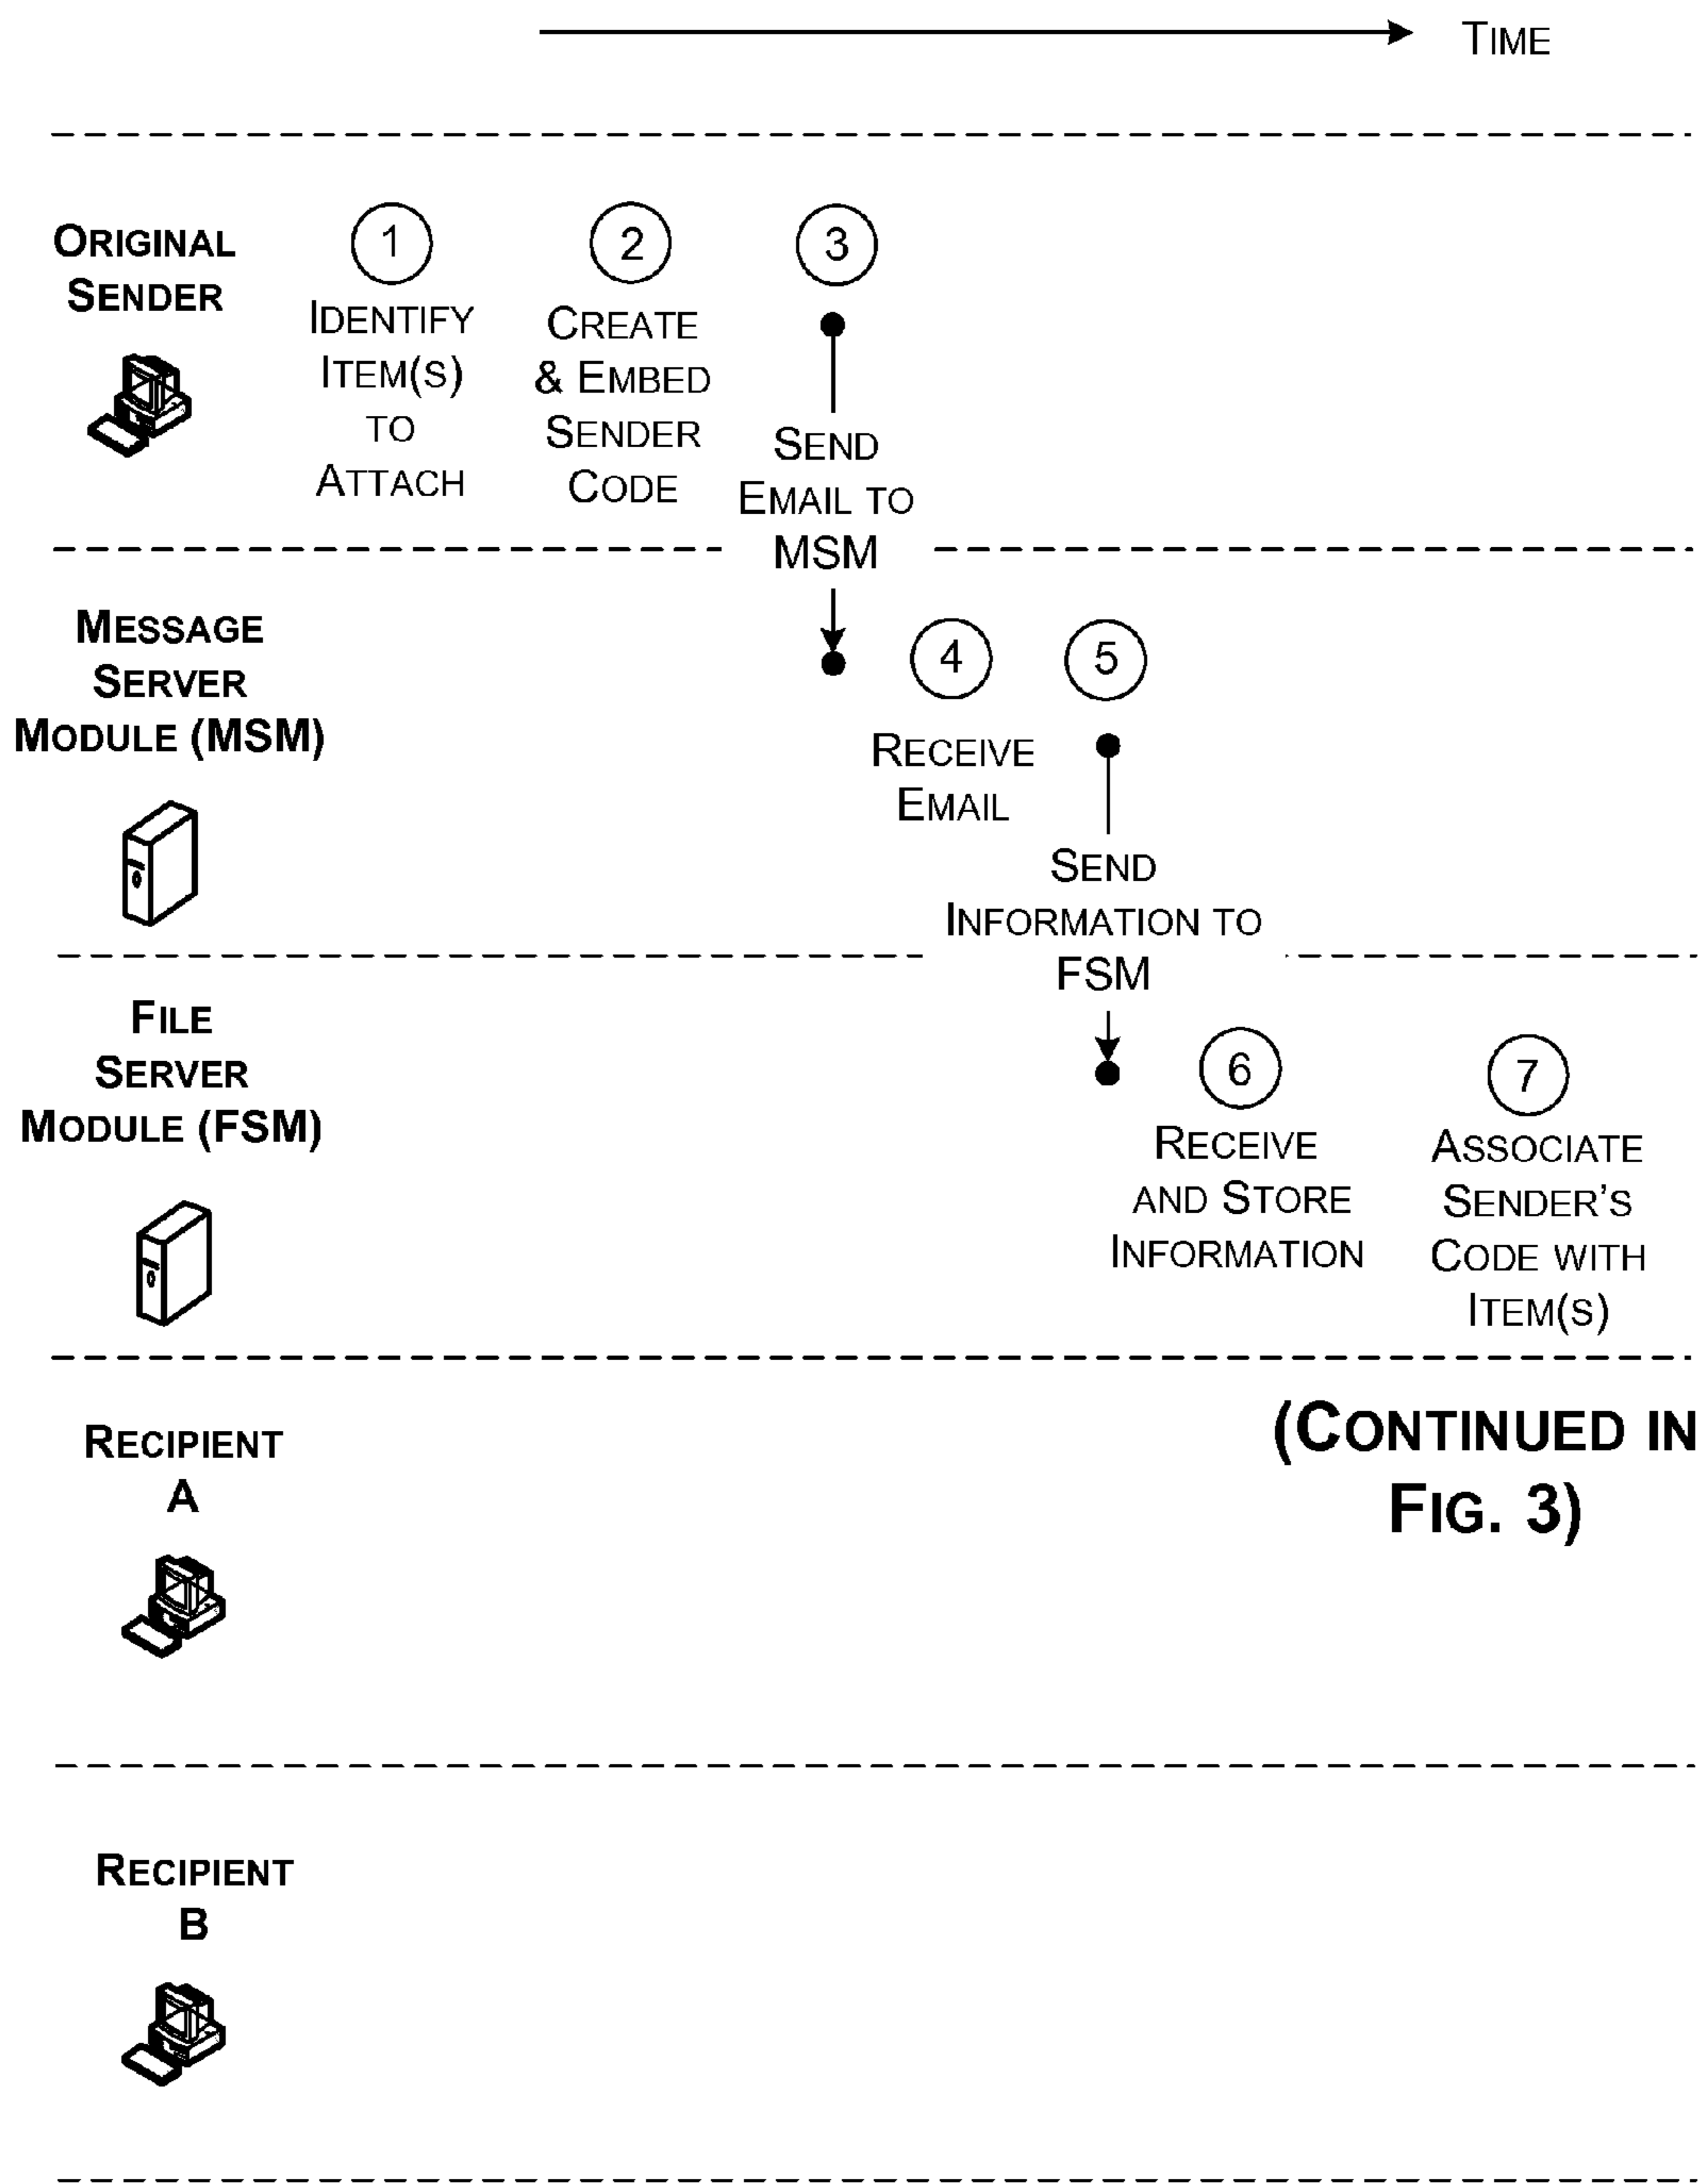 TIME
ORIGINAL
SENDER
1
IDENTIFY
ITEM(S)
TO
ATTACH
2
CREATE
& EMBED
SENDER
CODE
3
SEND
EMAIL TO
MSM
MESSAGE
SERVER
MODULE (MSM)
4
RECEIVE
EMAIL
5
SEND
INFORMATION TO
FSM
FILE
SERVER
MODULE (FSM)
6
RECEIVE
AND STORE
INFORMATION
7
ASSOCIATE
SENDER'S
CODE WITH
ITEM(S)
RECIPIENT
A
(CONTINUED IN
FIG. 3)
RECIPIENT
B